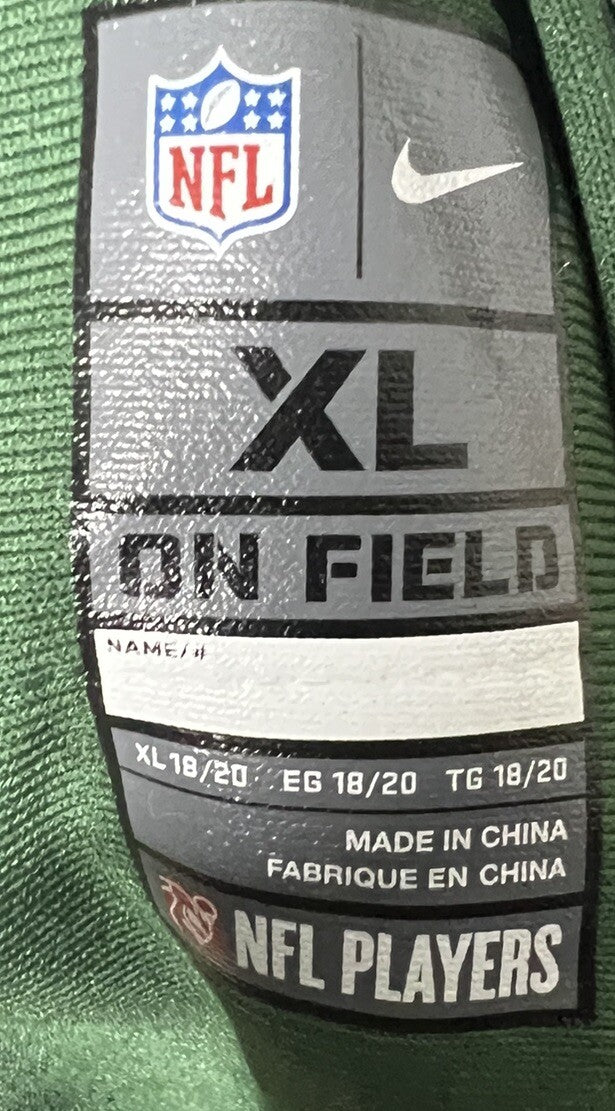 NFL
XL
ON FIELD
NAME/#
XL 18/20 EG 18/20 TG 18/20
MADE IN CHINA
FABRIQUE EN CHINA
NFL PLAYERS